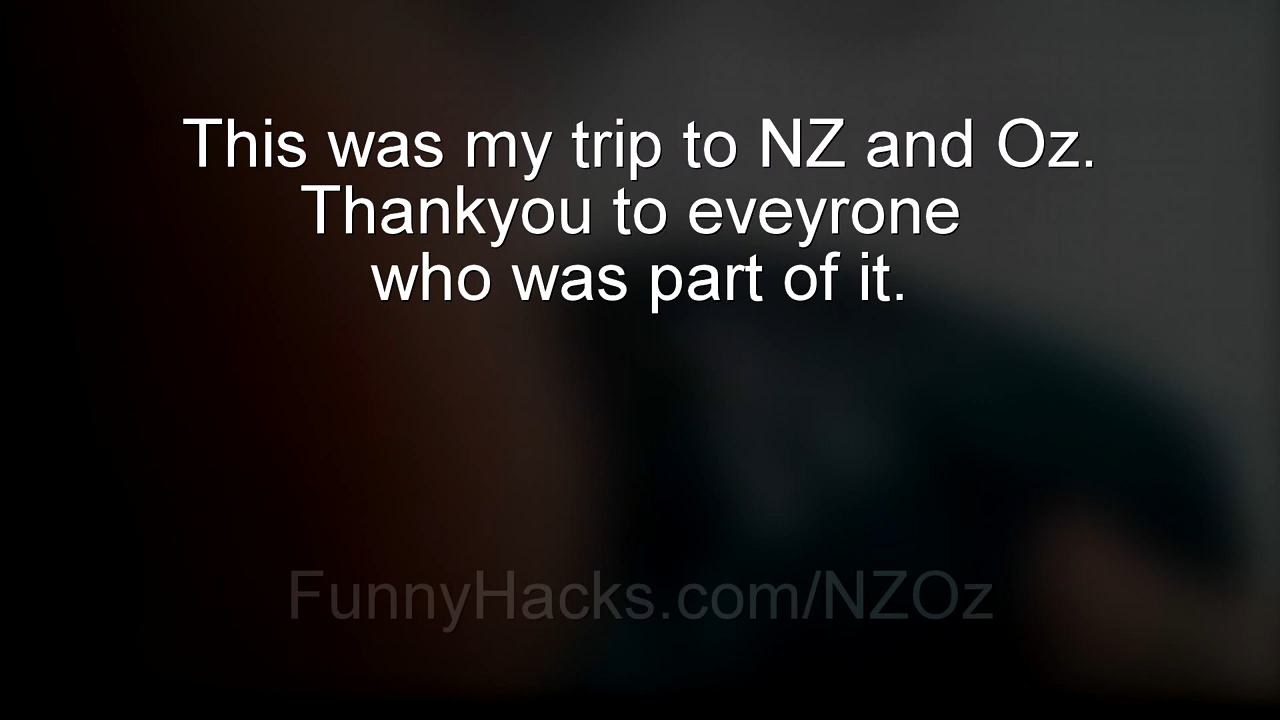 This was my trip to NZ and Oz.
Thankyou to eveyrone
who was part of it.
FunnyHacks.com/NZOz